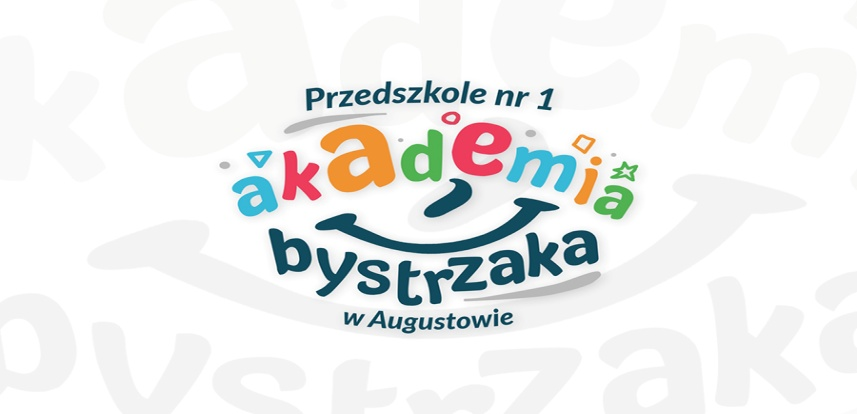 Przedszkole nr 1
akademia
bystrzaka
w Augustowie